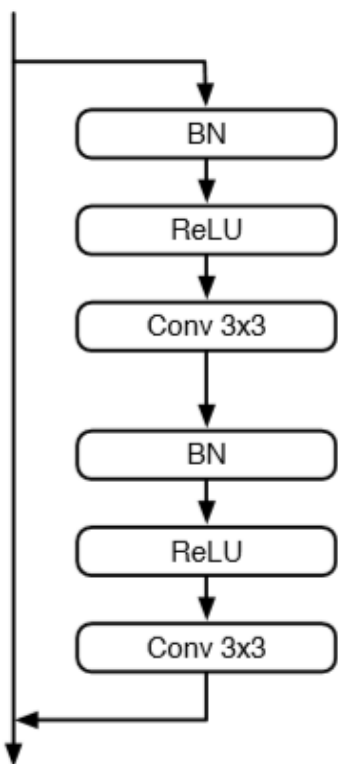 BN
ReLU
Conv 3x3
BN
ReLU
Conv 3x3